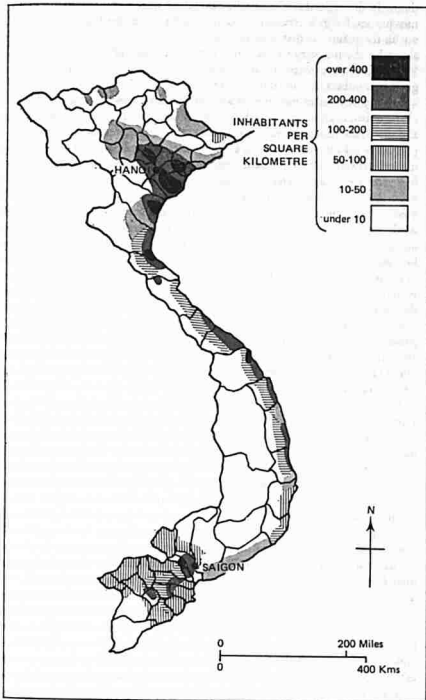 over 400
200-400
100-200
50-100
10-50
under 10
INHABITANTS
PER
SQUARE
KILOMETRE
HANOI
N
SAIGON
0 200 Miles
0 400 Kms